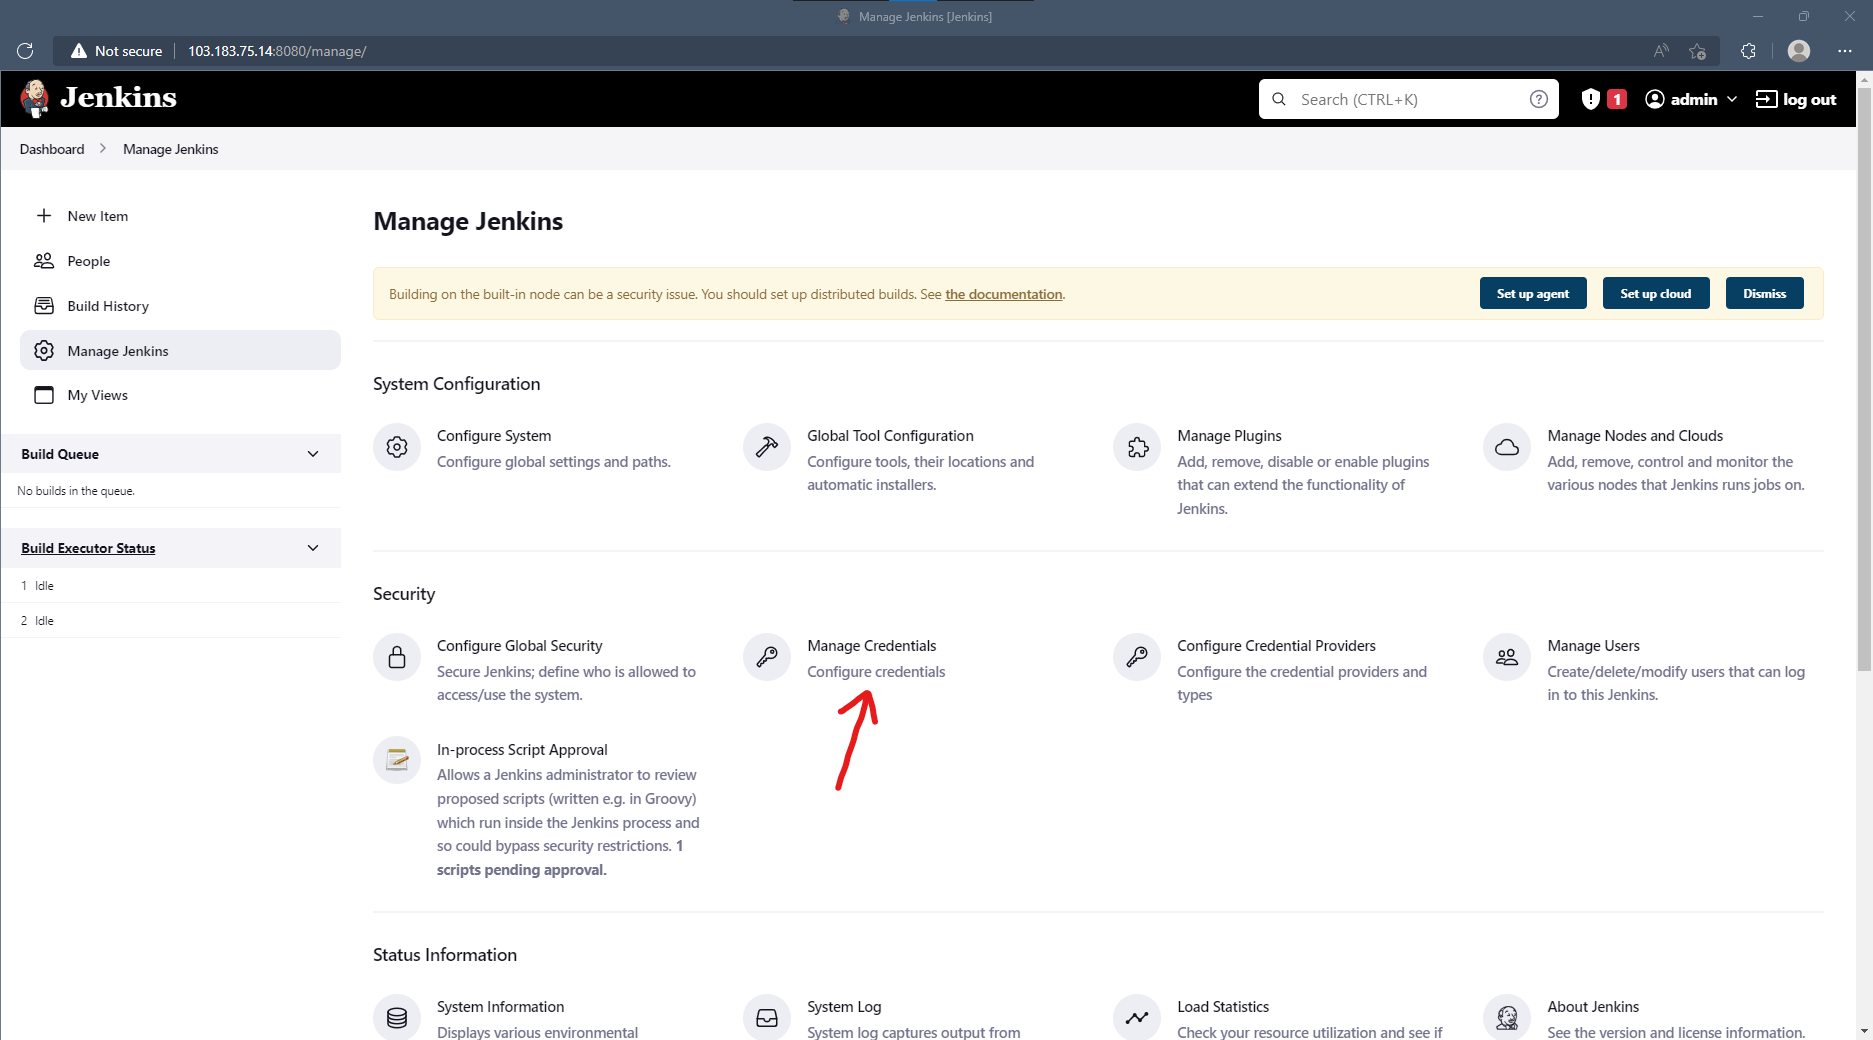 Manage Jenkins [Jenkins]
Not secure 103.183.75.14:8080/manage/
Jenkins
Search (CTRL+K)
1
admin
log out
Dashboard
Manage Jenkins
New Item
People
Build History
Manage Jenkins
My Views
Build Queue
No builds in the queue.
Build Executor Status
1 Idle
2 Idle
Manage Jenkins
Building on the built-in node can be a security issue. You should set up distributed builds. See the documentation.
Set up agent
Set up cloud
Dismiss
System Configuration
Configure System
Configure global settings and paths.
Global Tool Configuration
Configure tools, their locations and
automatic installers.
Manage Plugins
Add, remove, disable or enable plugins
that can extend the functionality of
Jenkins.
Manage Nodes and Clouds
Add, remove, control and monitor the
various nodes that Jenkins runs jobs on.
Security
Configure Global Security
Secure Jenkins; define who is allowed to
access/use the system.
Manage Credentials
Configure credentials
Configure Credential Providers
Configure the credential providers and
types
Manage Users
Create/delete/modify users that can log
in to this Jenkins.
In-process Script Approval
Allows a Jenkins administrator to review
proposed scripts (written e.g. in Groovy)
which run inside the Jenkins process and
so could bypass security restrictions. 1
scripts pending approval.
Status Information
System Information
Displays various environmental
System Log
System log captures output from
Load Statistics
Check your resource utilization and see if
About Jenkins
See the version and license information.